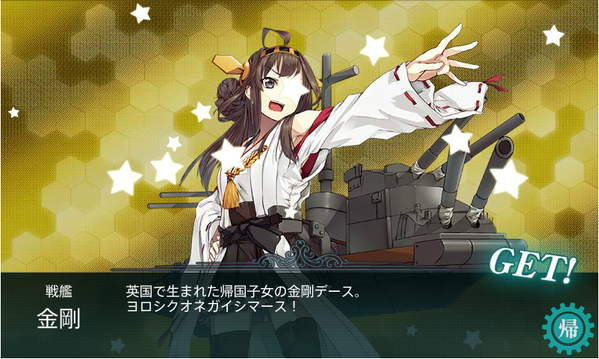 GET!
戦艦
金剛
英国で生まれた帰国子女の金剛デース。
ヨロシクオネガイシマース！
帰